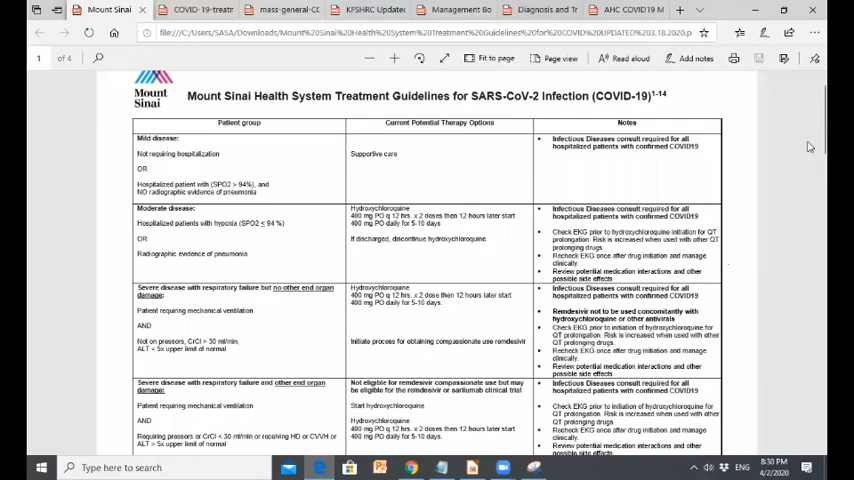 Mount Sinai
COVID-19-treatr
mass-general-CO
KFSHRC Updated
Management Bo
Diagnosis and Tr
AHC COVID19 M
file:///C:/Users/SASA/Downloads/Mount%20Sinai%20Health%20System%20Treatment%20Guidelines%20for%20COVID%20UPDATED%203.18.2020.p
1 of 4
Fit to page
Page view
Read aloud
Add notes
Mount
Sinai
Mount Sinai Health System Treatment Guidelines for SARS-CoV-2 Infection (COVID-19)1-14
Patient group
Current Potential Therapy Options
Notes
Mild disease:
Not requiring hospitalization
OR
Hospitalized patient with (SPO2 > 94%), and
NO radiographic evidence of pneumonia
Supportive care
• Infectious Diseases consult required for all
hospitalized patients with confirmed COVID19
Moderate disease:
Hospitalized patients with hypoxia (SPO2 ≤ 94 %)
OR
Radiographic evidence of pneumonia
Hydroxychloroquine
400 mg PO q 12 hrs. x 2 doses then 12 hours later start
400 mg PO daily for 5-10 days
If discharged, discontinue hydroxychloroquine
• Infectious Diseases consult required for all
hospitalized patients with confirmed COVID19
• Check EKG prior to hydroxychloroquine initiation for QT
prolongation. Risk is increased when used with other QT
prolonging drugs.
• Recheck EKG once after drug initiation and manage
clinically.
• Review potential medication interactions and other
possible side effects
Severe disease with respiratory failure but no other end organ
damage:
Patient requiring mechanical ventilation
AND
Not on pressors, CrCl > 30 ml/min,
ALT < 5x upper limit of normal
Hydroxychloroquine
400 mg PO q 12 hrs. x 2 dose then 12 hours later start
400 mg PO daily for 5-10 days.
Initiate process for obtaining compassionate use remdesivir
• Infectious Diseases consult required for all
hospitalized patients with confirmed COVID19
• Remdesivir not to be used concomitantly with
hydroxychloroquine or other antivirals
• Check EKG prior to initiation of hydroxychloroquine for
QT prolongation. Risk is increased when used with other
QT prolonging drugs.
• Recheck EKG once after drug initiation and manage
clinically.
• Review potential medication interactions and other
possible side effects
Severe disease with respiratory failure and other end organ
damage:
Patient requiring mechanical ventilation
AND
Requiring pressors or CrCl < 30 ml/min or receiving HD or CVVH or
ALT > 5x upper limit of normal
Not eligible for remdesivir compassionate use but may
be eligible for the remdesivir or sarilumab clinical trial
Start hydroxychloroquine
Hydroxychloroquine
400 mg PO q 12 hrs. x 2 doses then 12 hours later start
400 mg PO daily for 5-10 days.
• Infectious Diseases consult required for all
hospitalized patients with confirmed COVID19
• Check EKG prior to initiation of hydroxychloroquine for
QT prolongation. Risk is increased when used with other
QT prolonging drugs.
• Recheck EKG once after drug initiation and manage
clinically.
• Review potential medication interactions and other
possible side effects
Type here to search
ENG
8:30 PM
4/2/2020